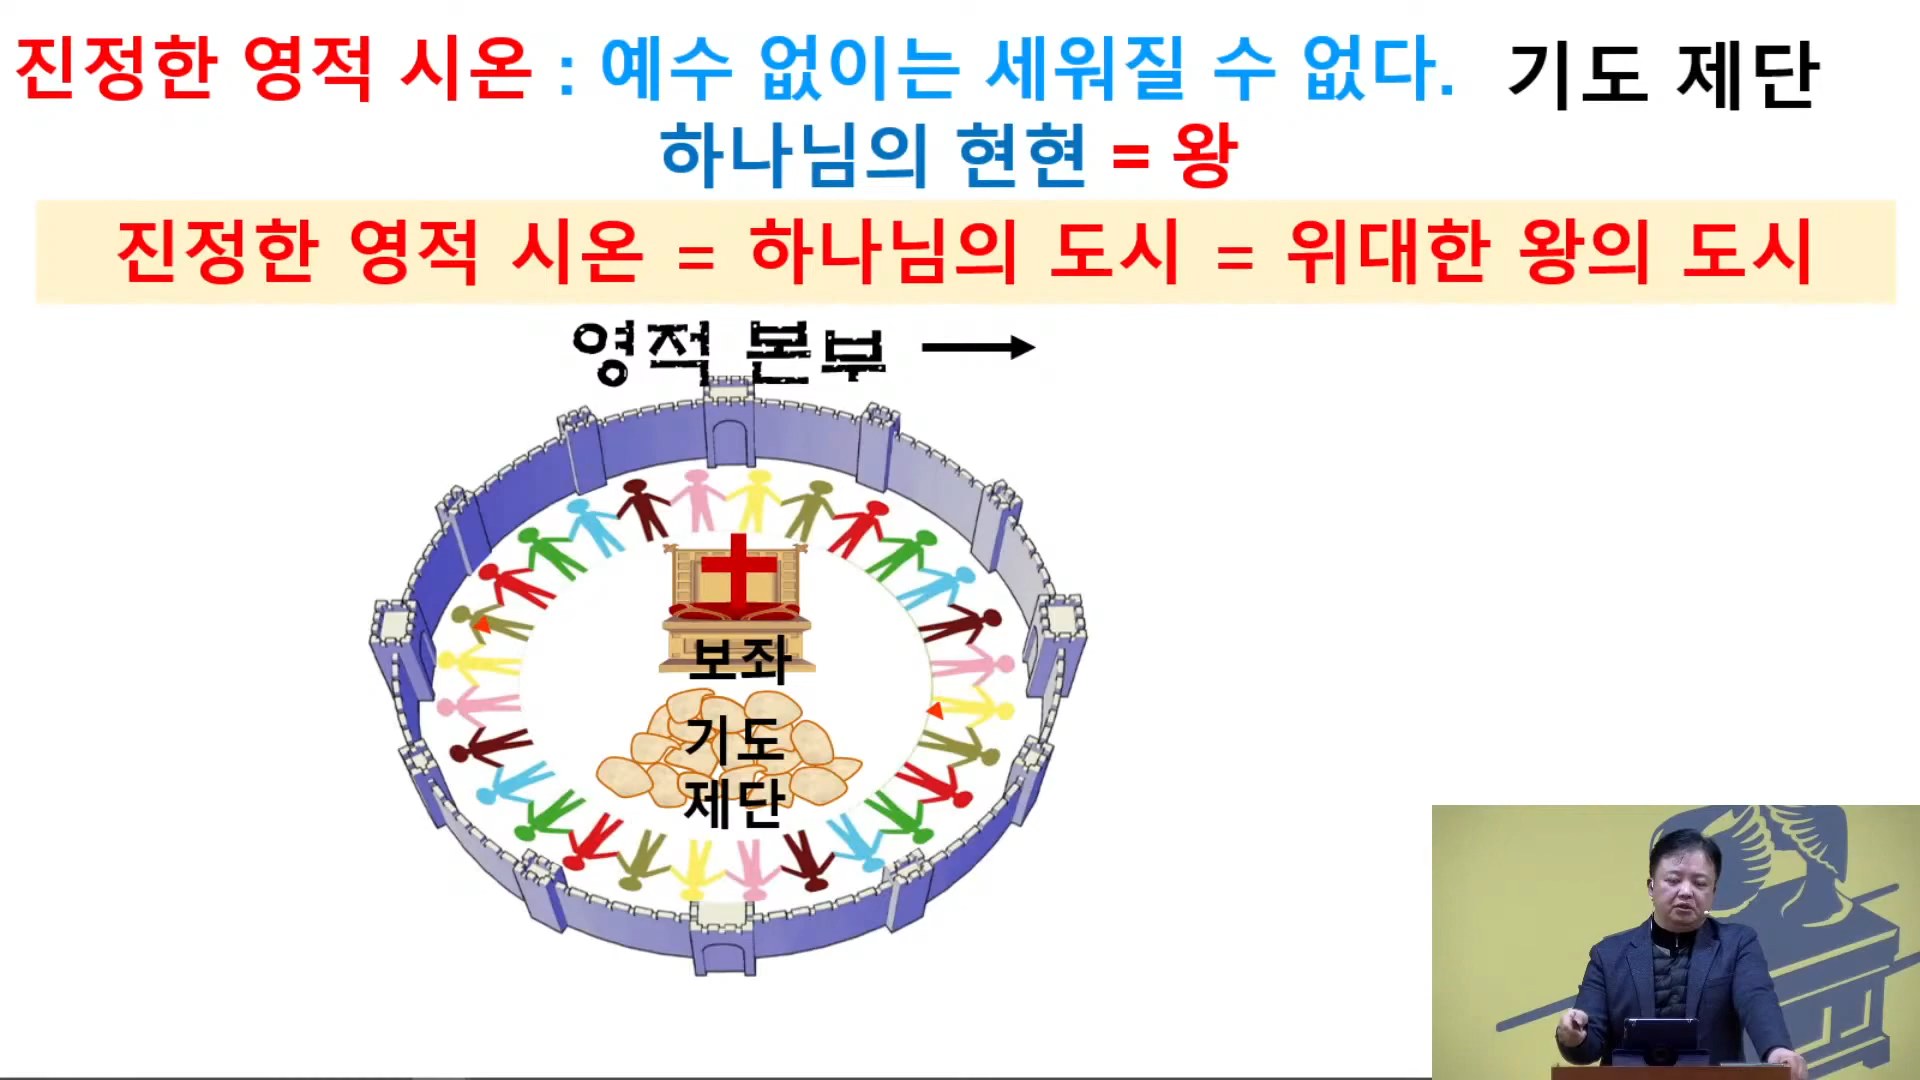 진정한 영적 시온 : 예수 없이는 세워질 수 없다. 기도 제단
하나님의 현현 = 왕
진정한 영적 시온 = 하나님의 도시 = 위대한 왕의 도시
영적 본부
보좌
기도
제단